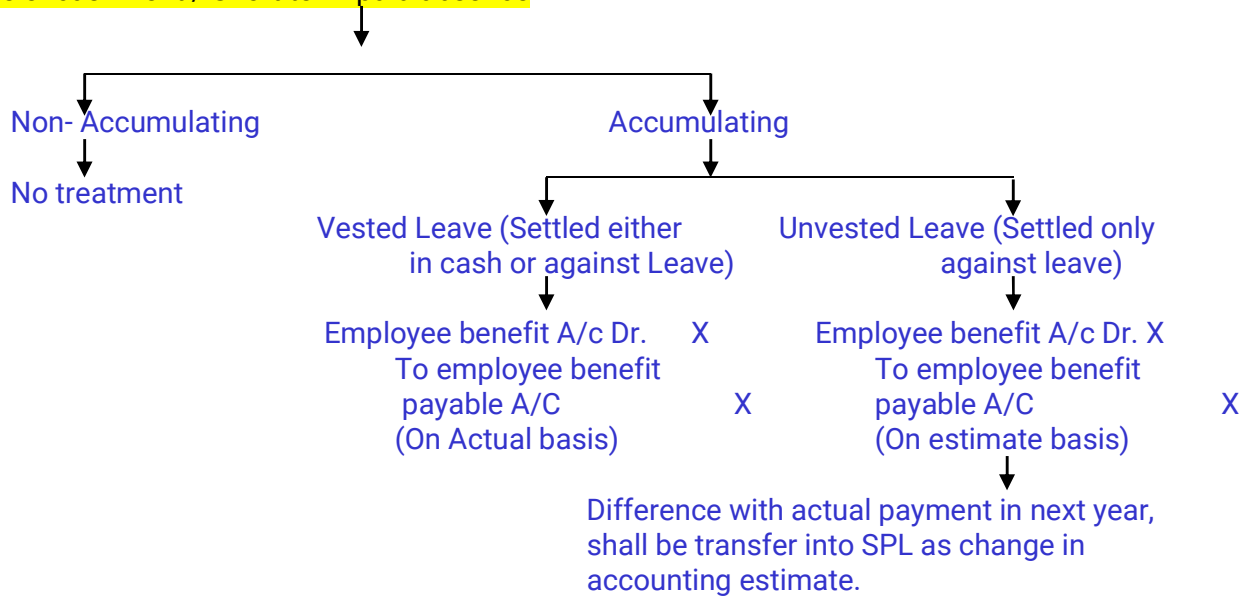 Non- Accumulating
Accumulating
No treatment
Vested Leave (Settled either
in cash or against Leave)
Unvested Leave (Settled only
against leave)
Employee benefit A/c Dr. X
To employee benefit
payable A/C X
(On Actual basis)
Employee benefit A/c Dr. X
To employee benefit
payable A/C X
(On estimate basis)
Difference with actual payment in next year,
shall be transfer into SPL as change in
accounting estimate.